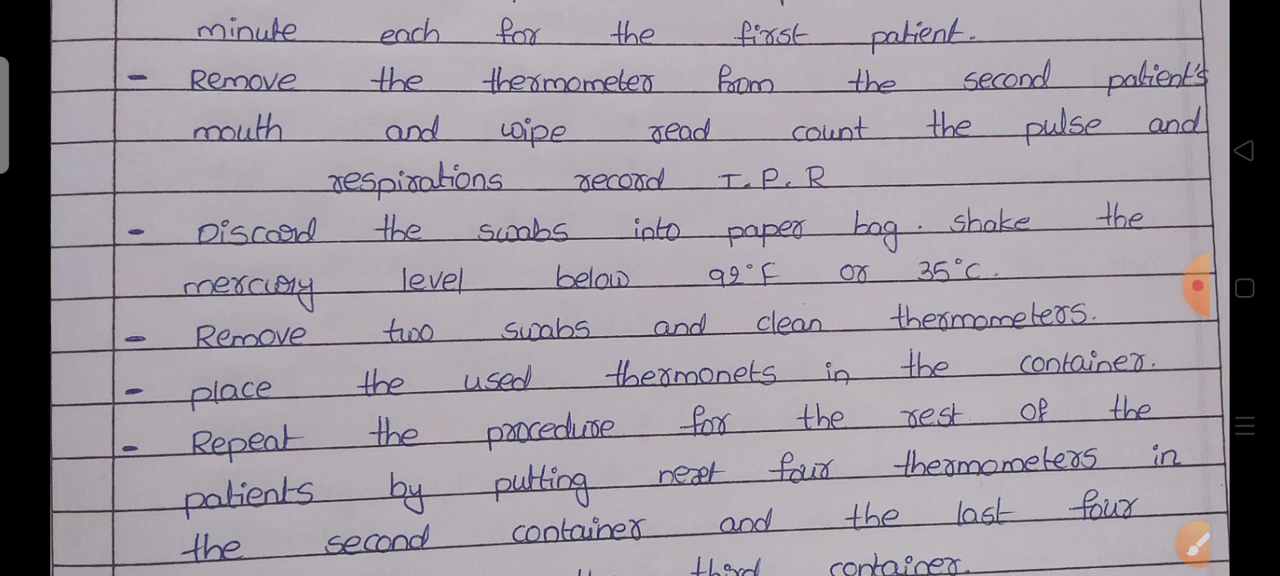 minute each for the first patient.
- Remove the thermometer from the second patient's
mouth and wipe read count the pulse and
respirations record T.P.R
- Discard the swabs into paper bag. shake the
mercury level below 92°F or 35°C.
- Remove two swabs and clean thermometers.
- place the used thermonets in the container.
- Repeat the procedure for the rest of the
patients by putting next four thermometers in
the second container and the last four
third container.